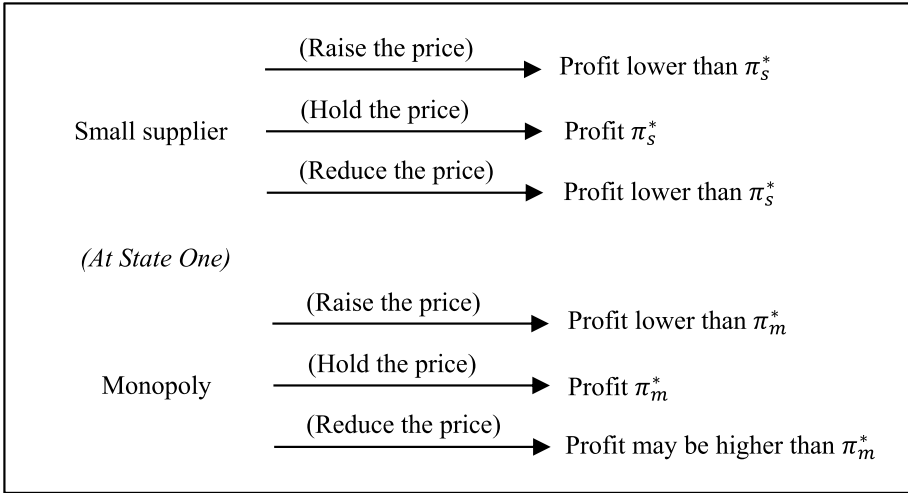 (Raise the price)
Profit lower than π*s
(Hold the price)
Small supplier
Profit π*s
(Reduce the price)
Profit lower than π*s
(At State One)
(Raise the price)
Profit lower than π*m
(Hold the price)
Monopoly
Profit π*m
(Reduce the price)
Profit may be higher than π*m